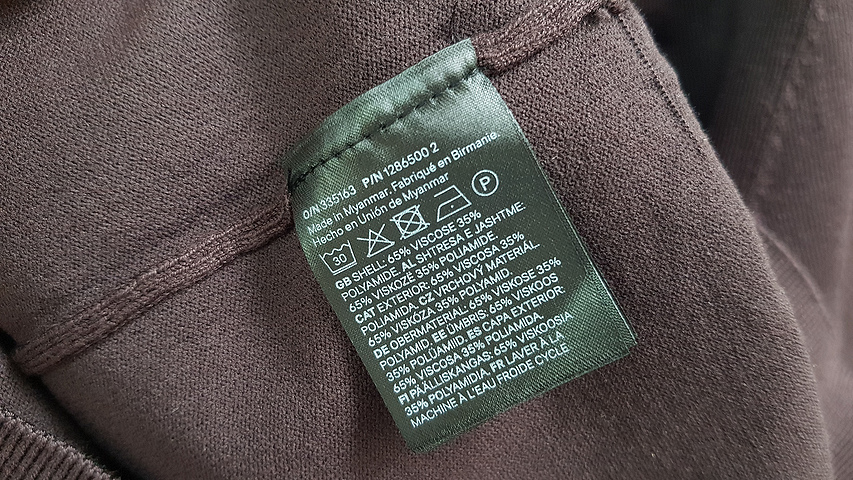 O/N 335163 P/N 1286500 2
Made in Myanmar. Fabriqué en Birmanie.
Hecho en Unión de Myanmar
30 P
GB SHELL: 65% VISCOSE 35%
POLYAMIDE. AL SHTRESA E JASHTME:
65% VISKOZË 35% POLIAMIDE.
CAT EXTERIOR: 65% VISCOSA 35%
POLIAMIDA. CZ VRCHOVÝ MATERIÁL:
65% VISKÓZA 35% POLYAMID.
DE OBERMATERIAL: 65% VISKOSE 35%
POLYAMID. EE ÜMBRIS: 65% VISKOOS
35% POLÜAMIID. ES CAPA EXTERIOR:
65% VISCOSA 35% POLIAMIDA.
FI PÄÄLLISKANGAS: 65% VISKOOSIA
35% POLYAMIDIA. FR LAVER À LA
MACHINE À L'EAU FROIDE CYCLE